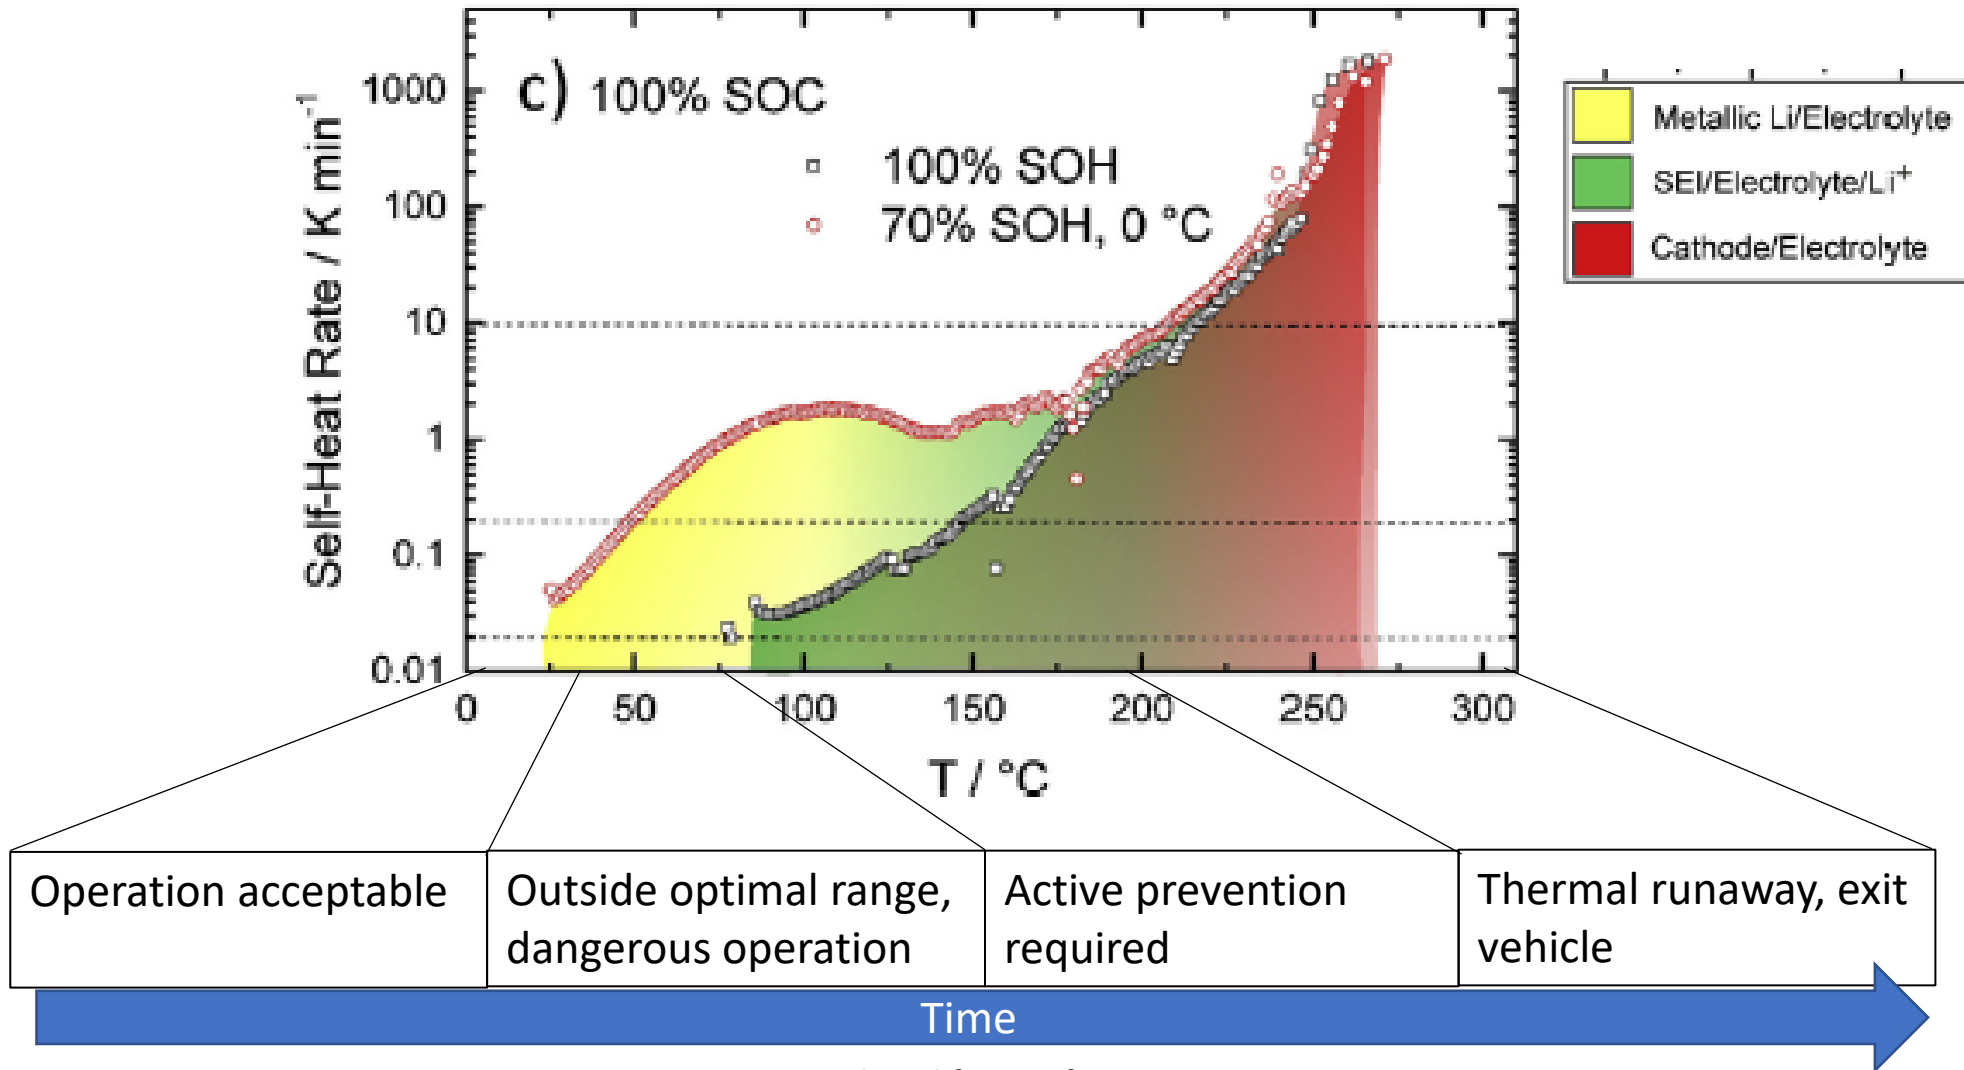 c) 100% SOC
100% SOH
70% SOH, 0 °C
Self-Heat Rate / K min⁻¹
1000
100
10
1
0.1
0.01
0 50 100 150 200 250 300
T / °C
Metallic Li/Electrolyte
SEI/Electrolyte/Li⁺
Cathode/Electrolyte
Operation acceptable
Outside optimal range,
dangerous operation
Active prevention
required
Thermal runaway, exit
vehicle
Time